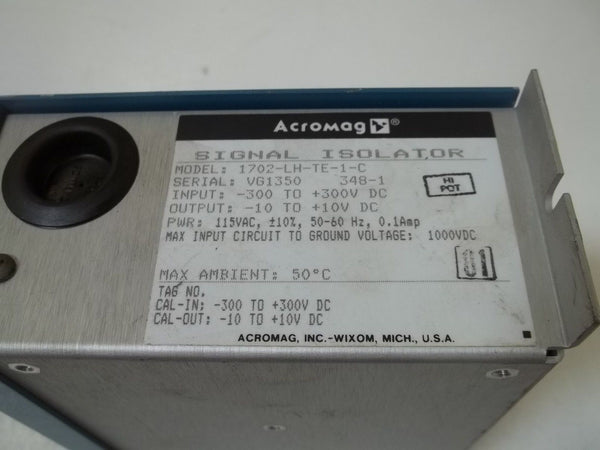 Acromag ®
SIGNAL ISOLATOR
MODEL: 1702-LH-TE-1-C
SERIAL: VG1350 348-1
HI POT
INPUT: -300 TO +300V DC
OUTPUT: -10 TO +10V DC
PWR: 115VAC, ±10%, 50-60 Hz, 0.1Amp
MAX INPUT CIRCUIT TO GROUND VOLTAGE: 1000VDC
01
MAX AMBIENT: 50°C
TAG NO.
CAL-IN: -300 TO +300V DC
CAL-OUT: -10 TO +10V DC
ACROMAG, INC.-WIXOM, MICH., U.S.A.